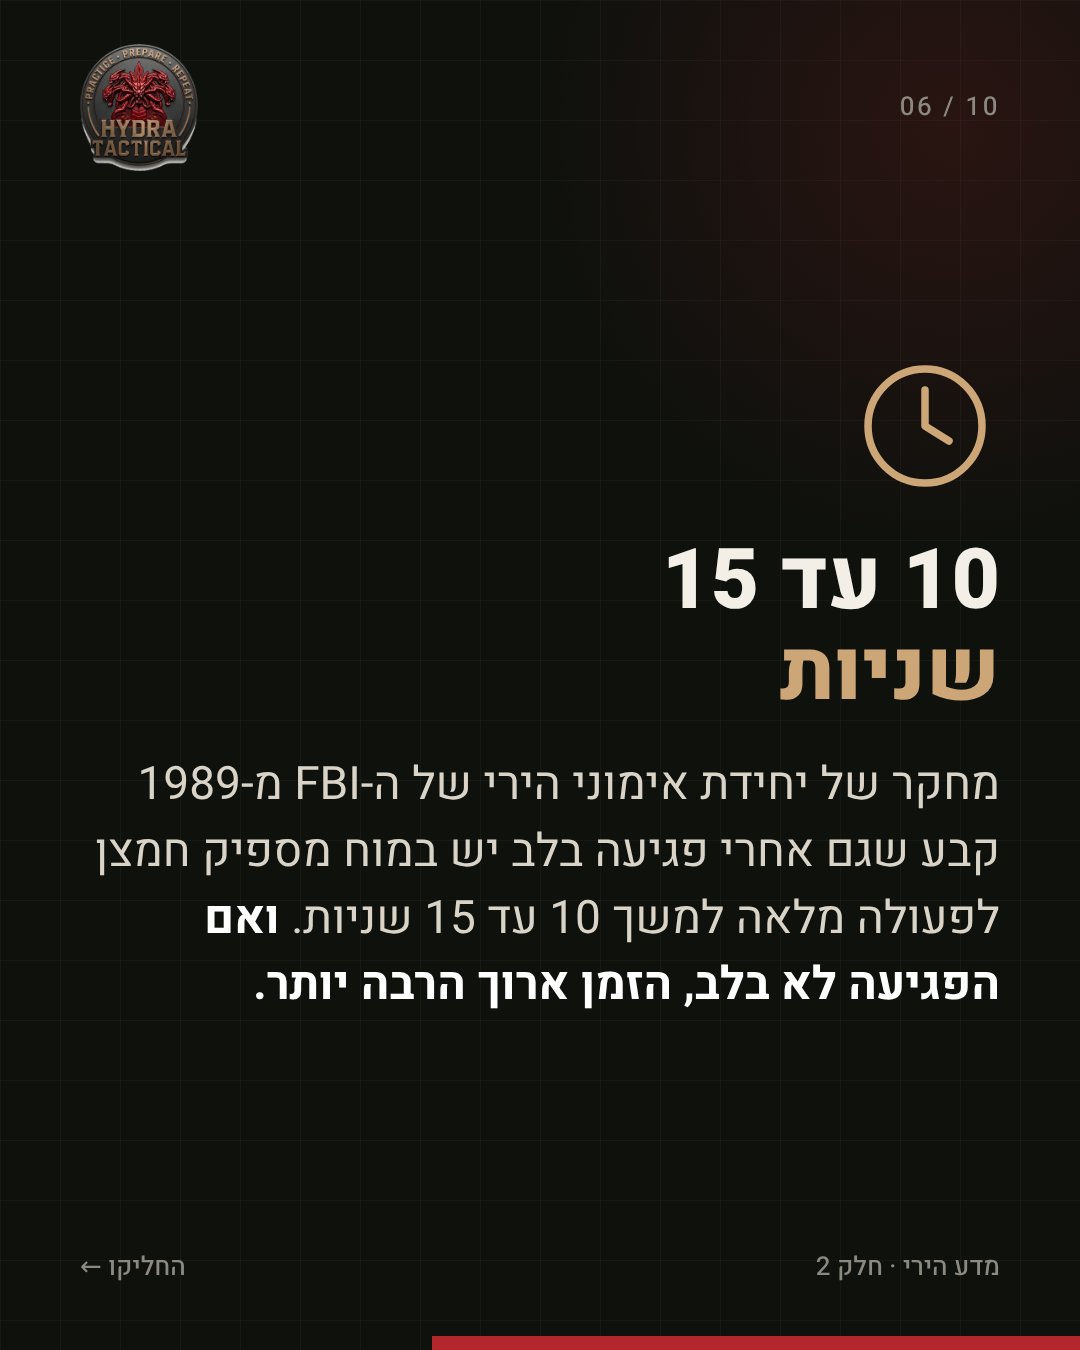 PRACTICE · PREPARE · REPEAT
HYDRA
TACTICAL
06 / 10
10 עד 15
שניות
מחקר של יחידת אימוני הירי של ה-FBI מ-1989
קבע שגם אחרי פגיעה בלב יש במוח מספיק חמצן
לפעולה מלאה למשך 10 עד 15 שניות. ואם
הפגיעה לא בלב, הזמן ארוך הרבה יותר.
מדע הירי · חלק 2
החליקו ←